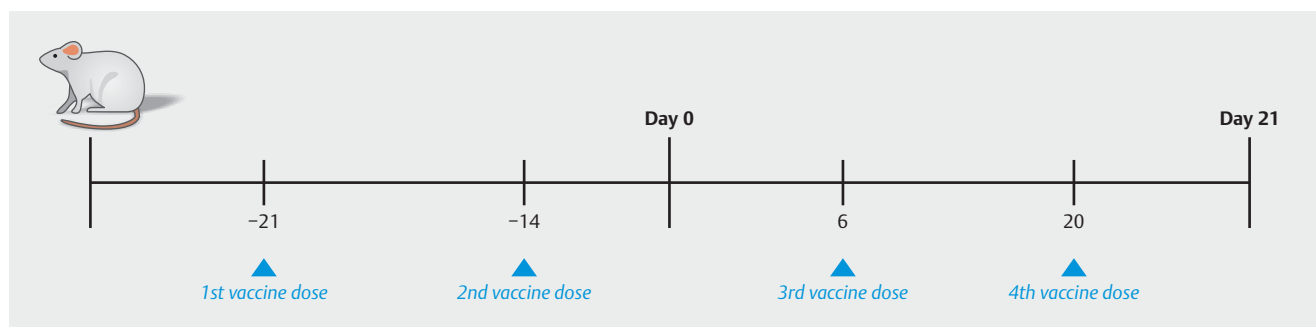 Day 0
Day 21
−21
−14
6
20
1st vaccine dose
2nd vaccine dose
3rd vaccine dose
4th vaccine dose